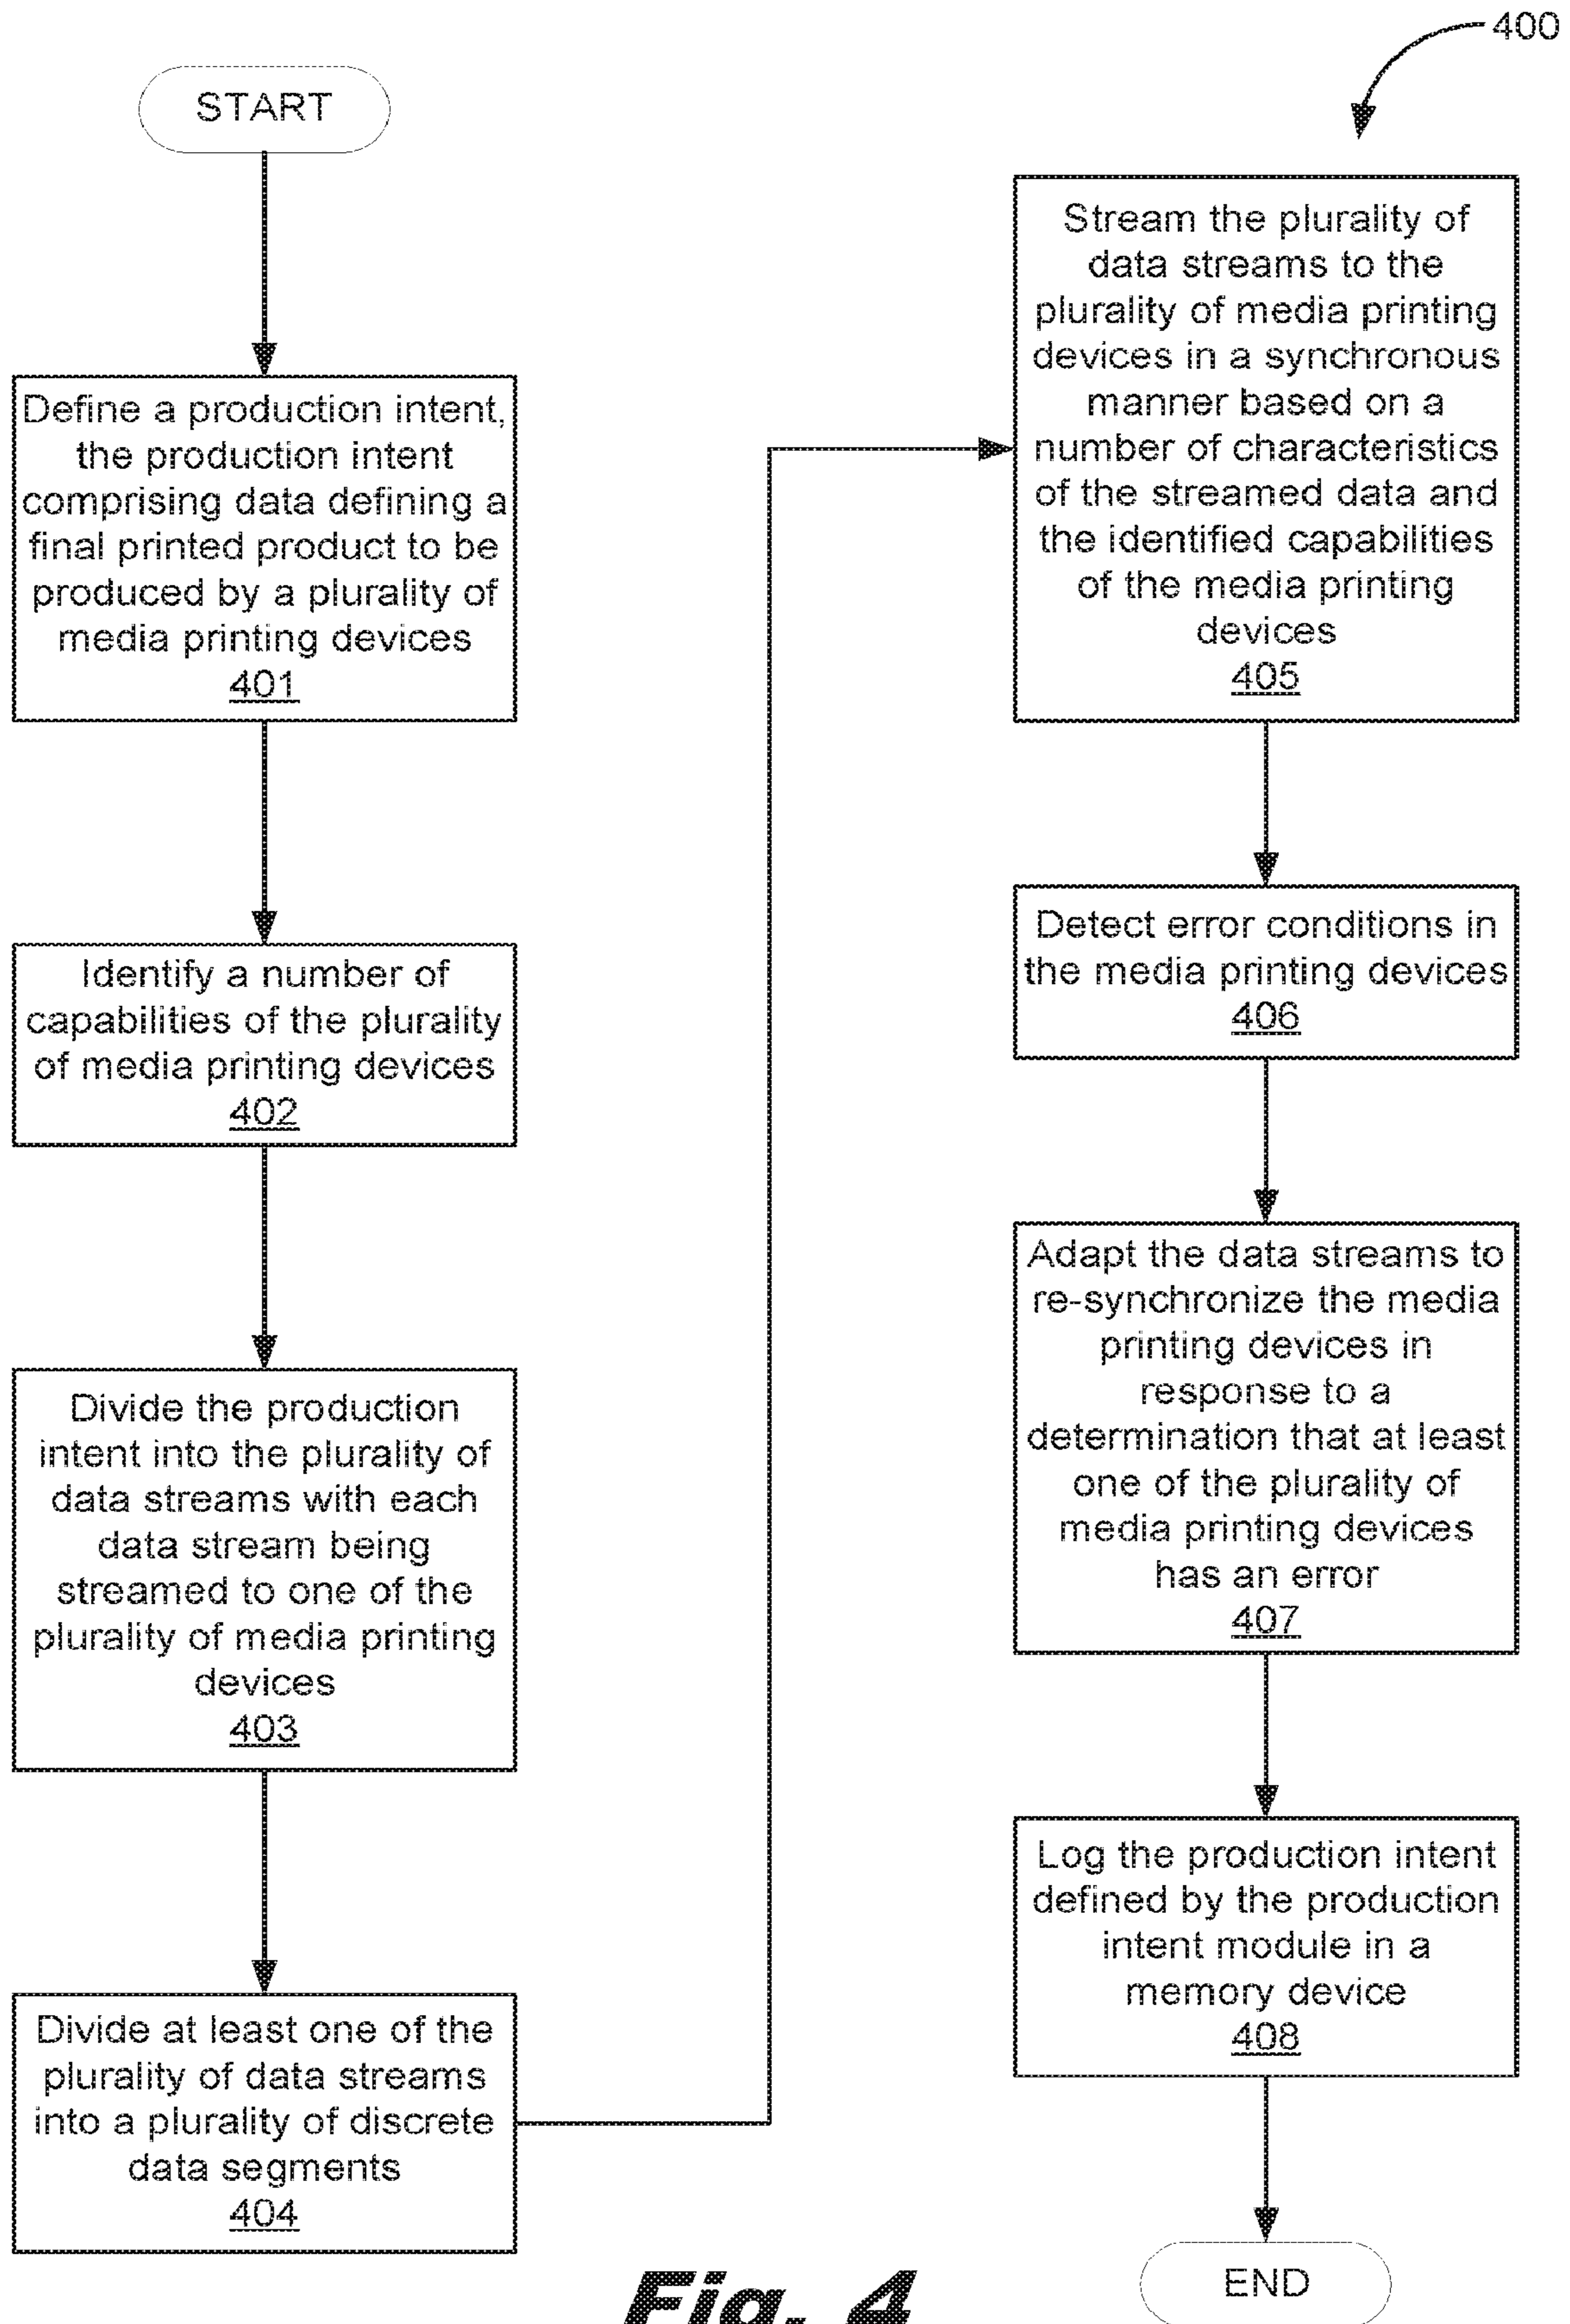 400
START
Define a production intent,
the production intent
comprising data defining a
final printed product to be
produced by a plurality of
media printing devices
401
Identify a number of
capabilities of the plurality
of media printing devices
402
Divide the production
intent into the plurality of
data streams with each
data stream being
streamed to one of the
plurality of media printing
devices
403
Divide at least one of the
plurality of data streams
into a plurality of discrete
data segments
404
Stream the plurality of
data streams to the
plurality of media printing
devices in a synchronous
manner based on a
number of characteristics
of the streamed data and
the identified capabilities
of the media printing
devices
405
Detect error conditions in
the media printing devices
406
Adapt the data streams to
re-synchronize the media
printing devices in
response to a
determination that at least
one of the plurality of
media printing devices
has an error
407
Log the production intent
defined by the production
intent module in a
memory device
408
END
Fig. 4